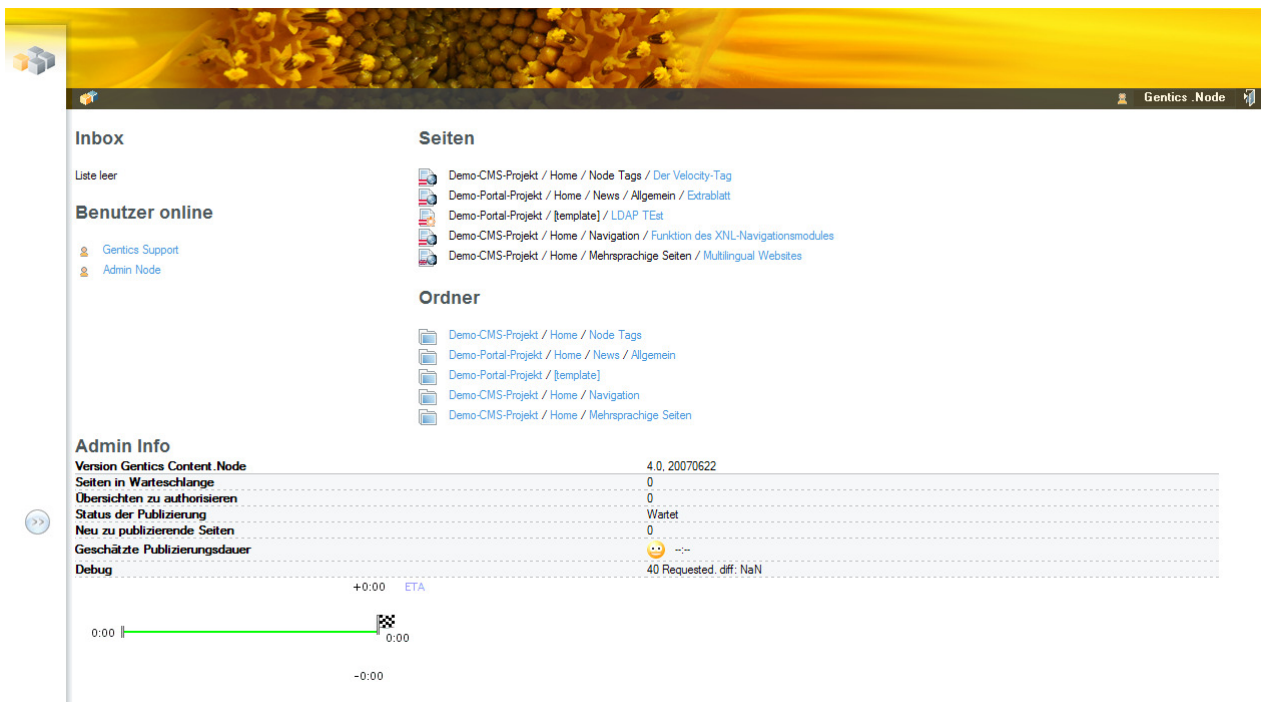 Gentics .Node
Inbox
Liste leer
Benutzer online
Gentics Support
Admin Node
Seiten
Demo-CMS-Projekt / Home / Node Tags / Der Velocity-Tag
Demo-Portal-Projekt / Home / News / Allgemein / Extrablatt
Demo-Portal-Projekt / [template] / LDAP TEst
Demo-CMS-Projekt / Home / Navigation / Funktion des XNL-Navigationsmodules
Demo-CMS-Projekt / Home / Mehrsprachige Seiten / Multilingual Websites
Ordner
Demo-CMS-Projekt / Home / Node Tags
Demo-Portal-Projekt / Home / News / Allgemein
Demo-Portal-Projekt / [template]
Demo-CMS-Projekt / Home / Navigation
Demo-CMS-Projekt / Home / Mehrsprachige Seiten
Admin Info
Version Gentics Content.Node 4.0, 20070622
Seiten in Warteschlange 0
Übersichten zu authorisieren 0
Status der Publizierung Wartet
Neu zu publizierende Seiten 0
Geschätzte Publizierungsdauer --:--
Debug 40 Requested. diff: NaN
+0:00 ETA
0:00
0:00
-0:00